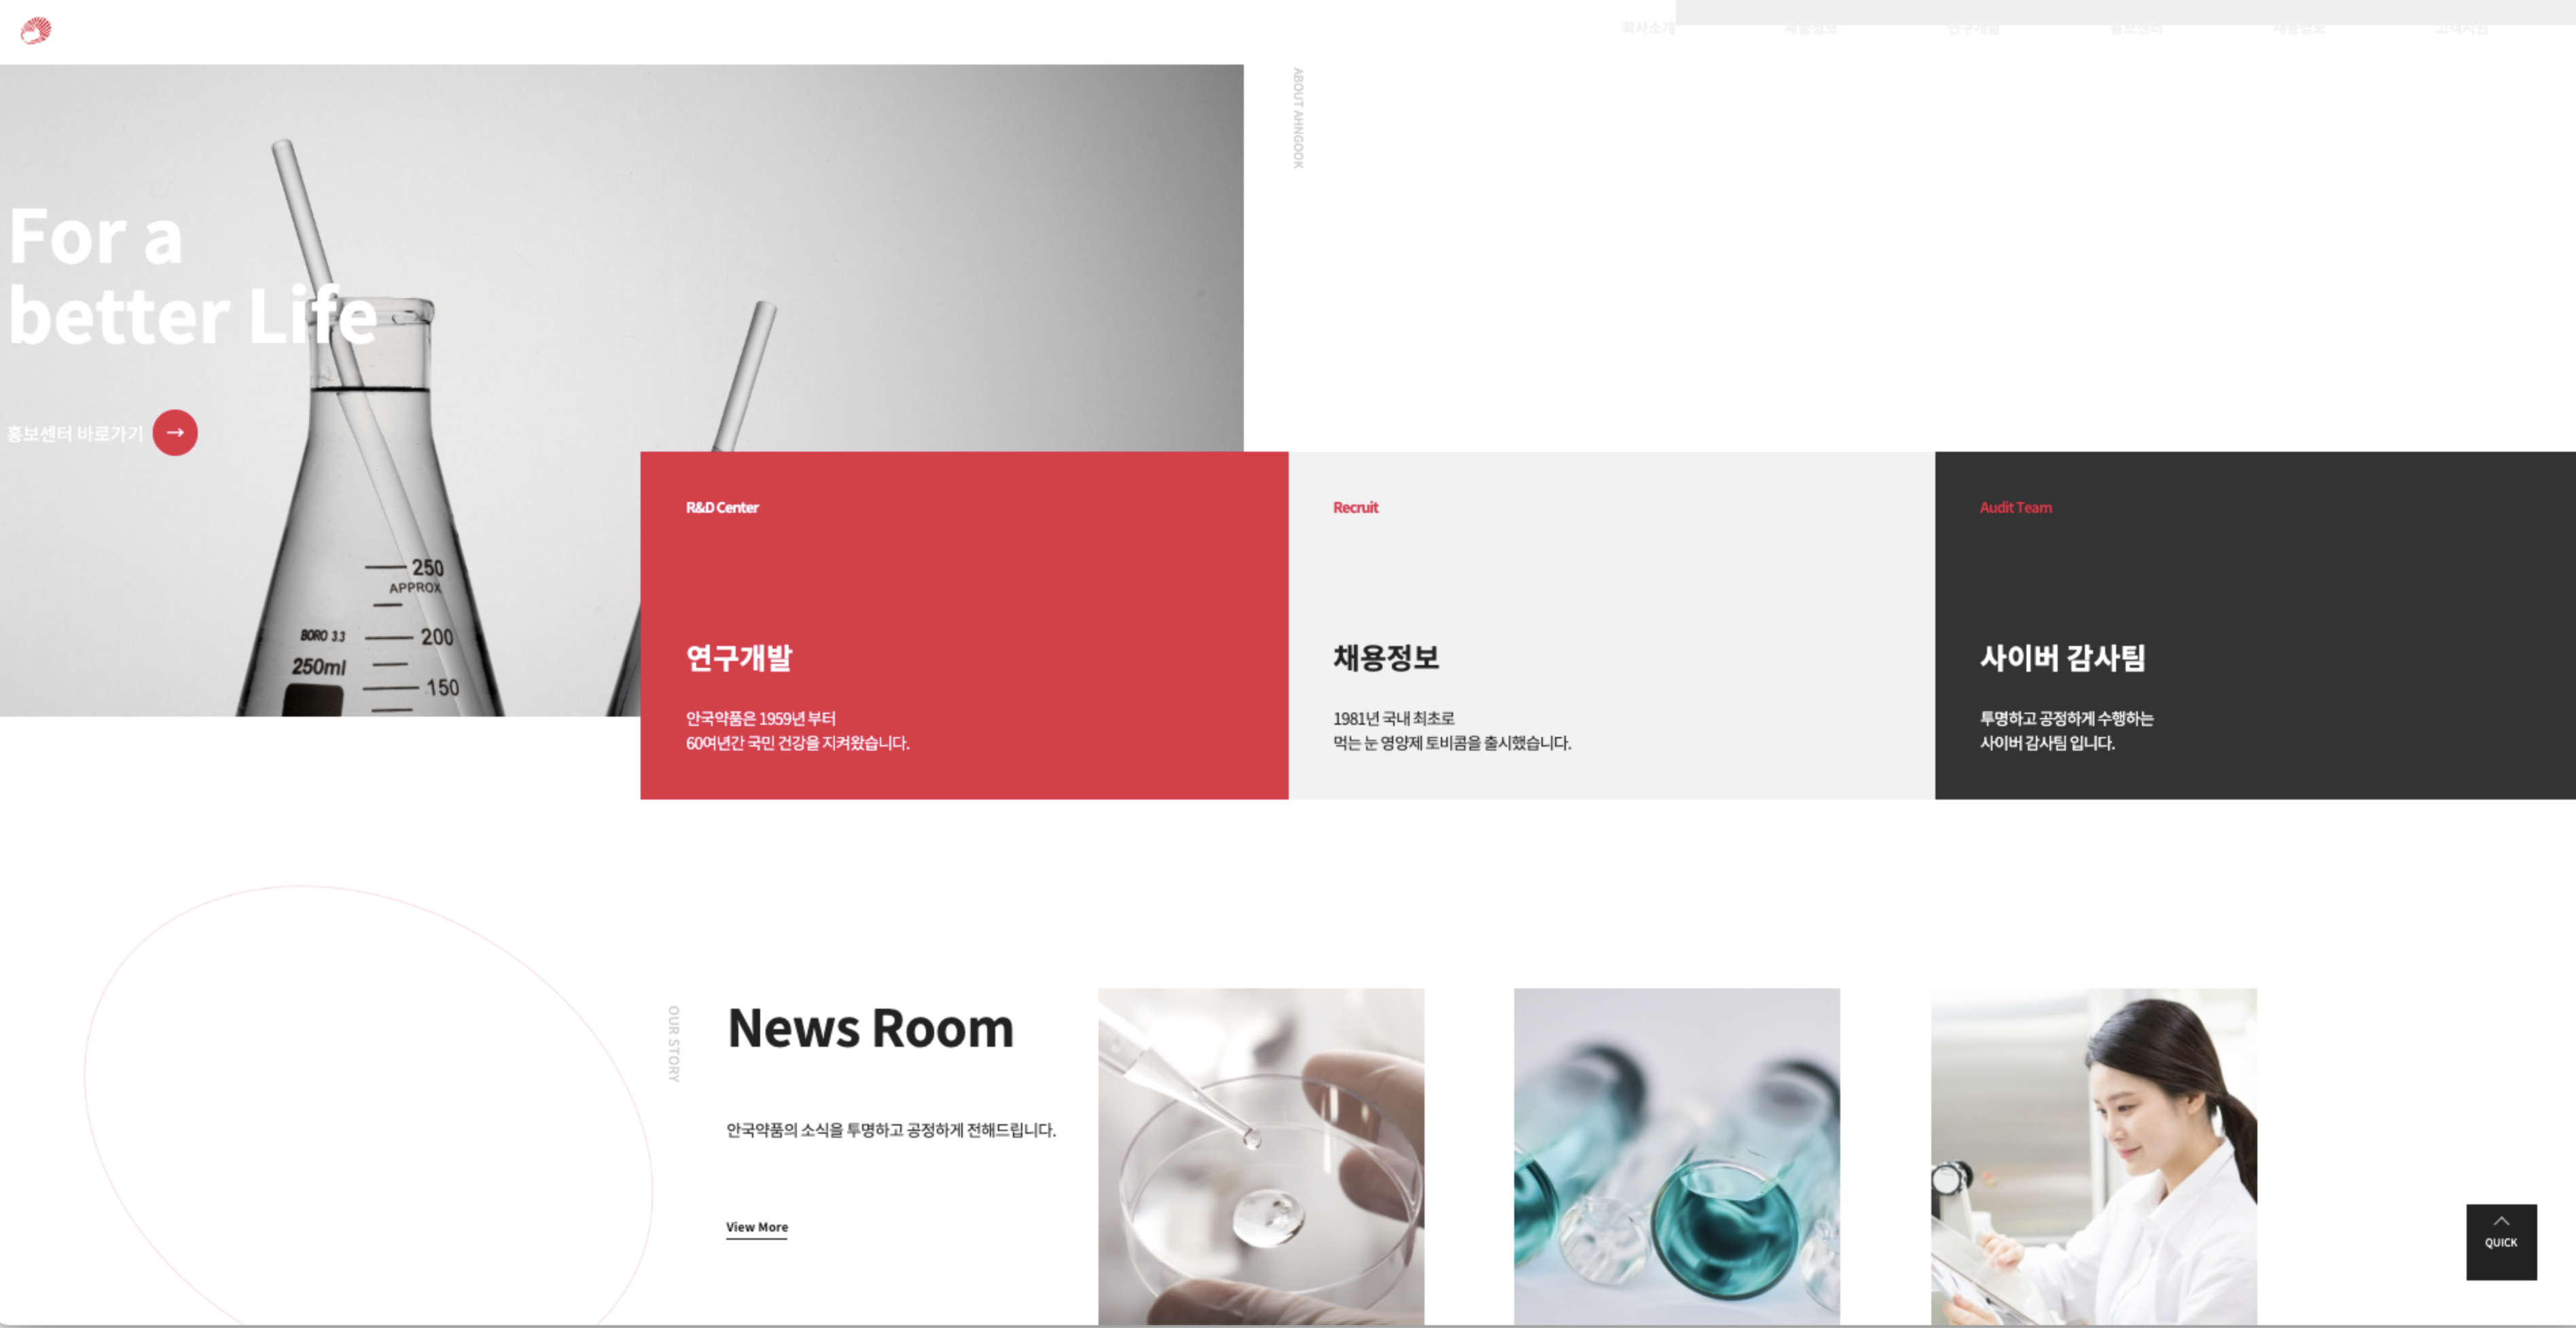 회사소개
제품정보
연구개발
홍보센터
채용정보
고객지원
ABOUT AHNGOOK
For a
better Life
홍보센터 바로가기
250
APPROX
BORO 3.3
200
250ml
150
R&D Center
연구개발
안국약품은 1959년 부터
60여년간 국민 건강을 지켜왔습니다.
Recruit
채용정보
1981년 국내 최초로
먹는 눈 영양제 토비콤을 출시했습니다.
Audit Team
사이버 감사팀
투명하고 공정하게 수행하는
사이버 감사팀 입니다.
OUR STORY
News Room
안국약품의 소식을 투명하고 공정하게 전해드립니다.
View More
QUICK